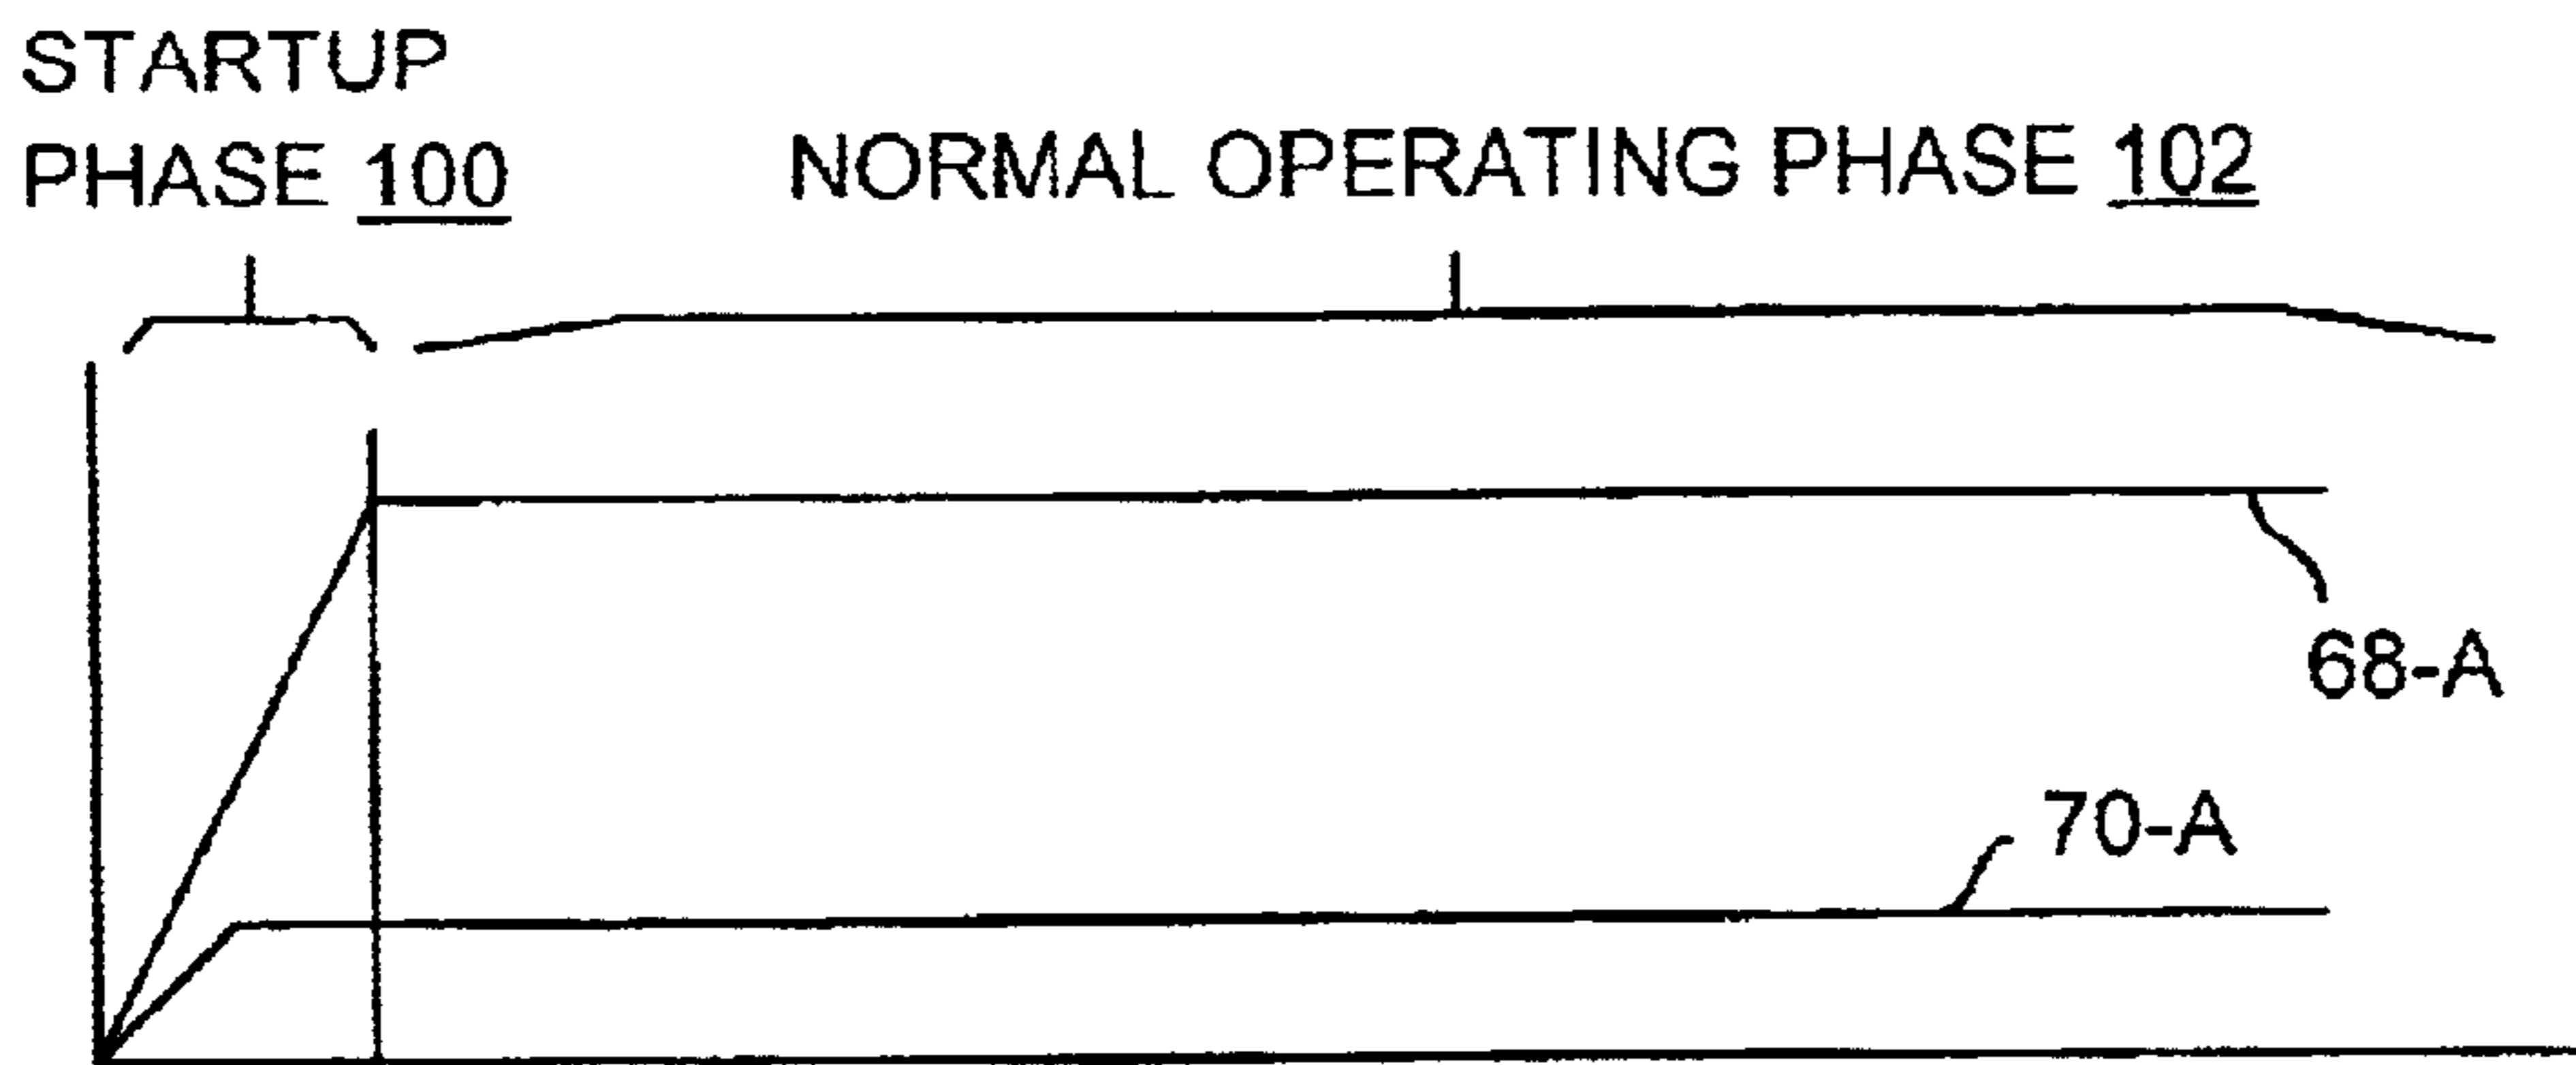 STARTUP
PHASE 100
NORMAL OPERATING PHASE 102
68-A
70-A